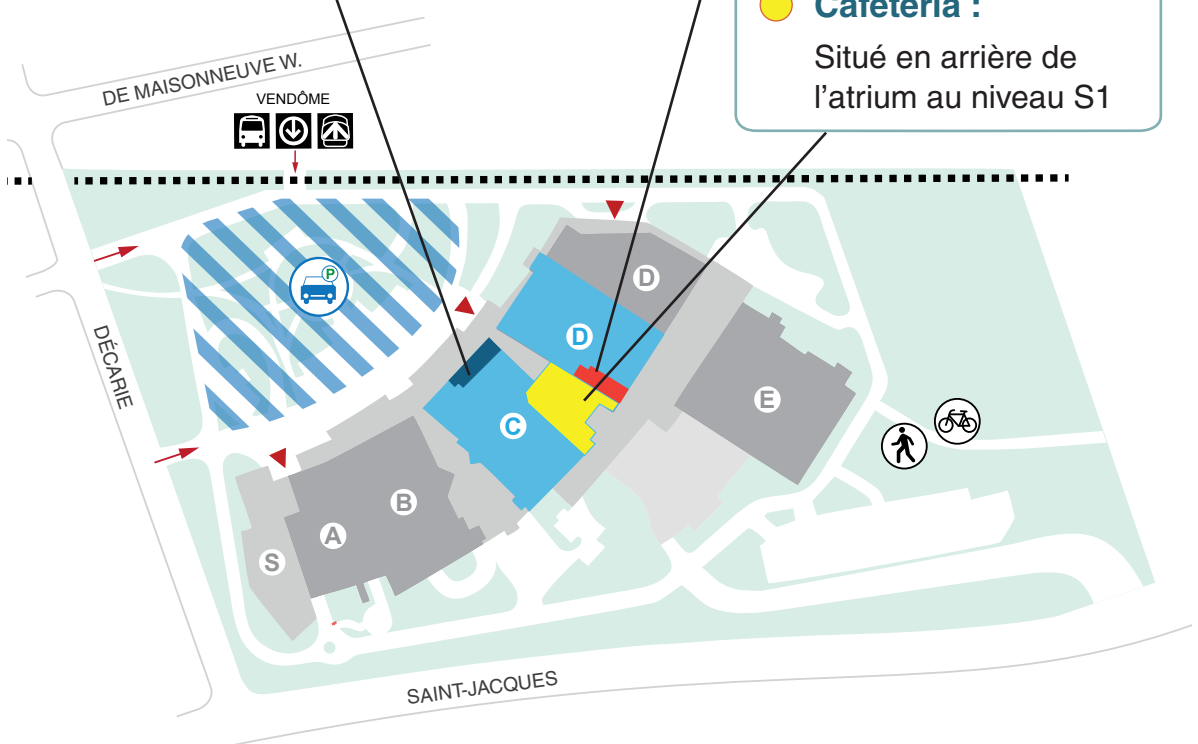 Cafétéria :
Situé en arrière de
l'atrium au niveau S1
DE MAISONNEUVE W.
VENDÔME
P
D
D
DÉCARIE
E
C
B
A
S
SAINT-JACQUES